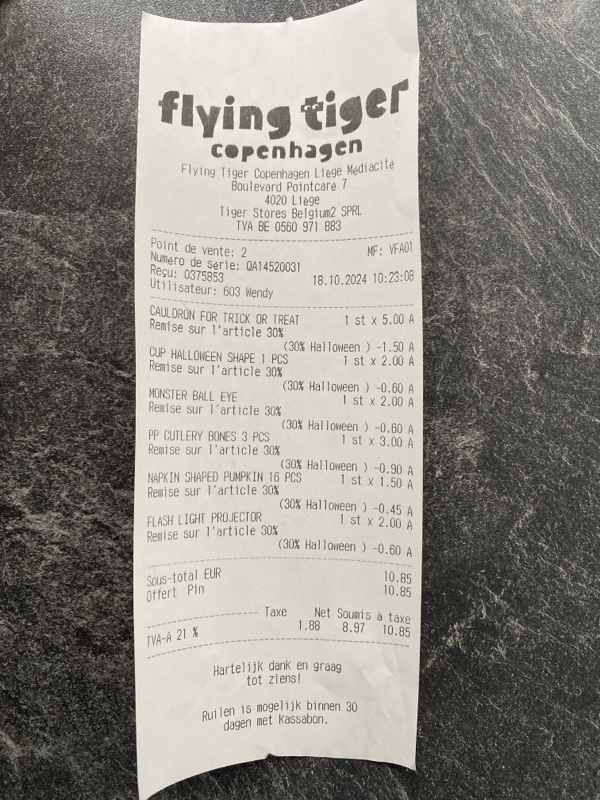 flying tiger
copenhagen
Flying Tiger Copenhagen Liege Mediacite
Boulevard Pointcare 7
4020 Liege
Tiger Stores Belgium2 SPRL
TVA BE 0560 971 883
Point de vente: 2 MF: VFA01
Numéro de série: QA14520031
Reçu: 0375853 18.10.2024 10:23:08
Utilisateur: 603 Wendy
CAULDRON FOR TRICK OR TREAT 1 st x 5.00 A
Remise sur l'article 30%
(30% Halloween ) -1.50 A
CUP HALLOWEEN SHAPE 1 PCS 1 st x 2.00 A
Remise sur l'article 30%
(30% Halloween ) -0.60 A
MONSTER BALL EYE 1 st x 2.00 A
Remise sur l'article 30%
(30% Halloween ) -0.60 A
PP CUTLERY BONES 3 PCS 1 st x 3.00 A
Remise sur l'article 30%
(30% Halloween ) -0.90 A
NAPKIN SHAPED PUMPKIN 16 PCS 1 st x 1.50 A
Remise sur l'article 30%
(30% Halloween ) -0.45 A
FLASH LIGHT PROJECTOR 1 st x 2.00 A
Remise sur l'article 30%
(30% Halloween ) -0.60 A
Sous-total EUR 10.85
Offert Pin 10.85
Taxe Net Soumis à taxe
TVA-A 21 % 1.88 8.97 10.85
Hartelijk dank en graag
tot ziens!
Ruilen is mogelijk binnen 30
dagen met kassabon.